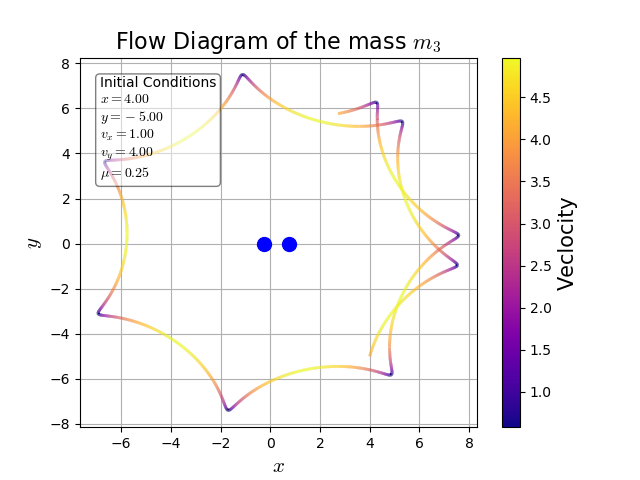 Flow Diagram of the mass m₃
Initial Conditions
x = 4.00
y = −5.00
vₓ = 1.00
v_y = 4.00
μ = 0.25
8
6
4
2
0
−2
−4
−6
−8
y
−6 −4 −2 0 2 4 6 8
x
4.5
4.0
3.5
3.0
2.5
2.0
1.5
1.0
Veclocity